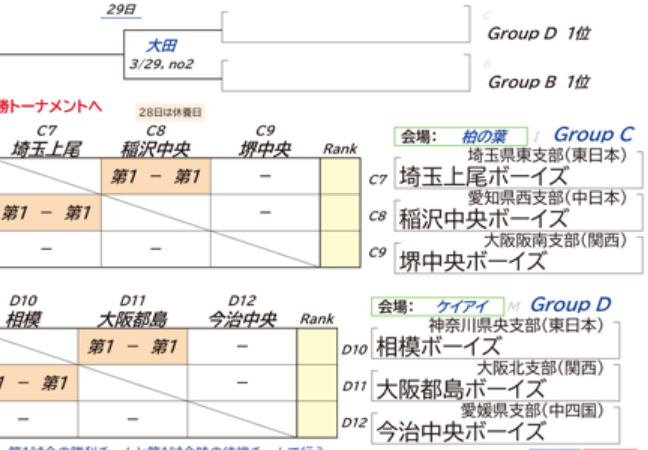 29日
C
Group D 1位
大田
3/29, no2
B
Group B 1位
勝トーナメントへ
28日は休養日
C7 C8 C9
埼玉上尾 稲沢中央 堺中央 Rank
第1 － 第1 －
第1 － 第1 －
－ －
会場: 柏の葉 I Group C
埼玉県東支部(東日本)
C7 埼玉上尾ボーイズ
愛知県西支部(中日本)
C8 稲沢中央ボーイズ
大阪阪南支部(関西)
C9 堺中央ボーイズ
D10 D11 D12
相模 大阪都島 今治中央 Rank
第1 － 第1 －
1 － 第1 －
－ －
会場: ケイアイ M Group D
神奈川県央支部(東日本)
D10 相模ボーイズ
大阪北支部(関西)
D11 大阪都島ボーイズ
愛媛県支部(中四国)
D12 今治中央ボーイズ